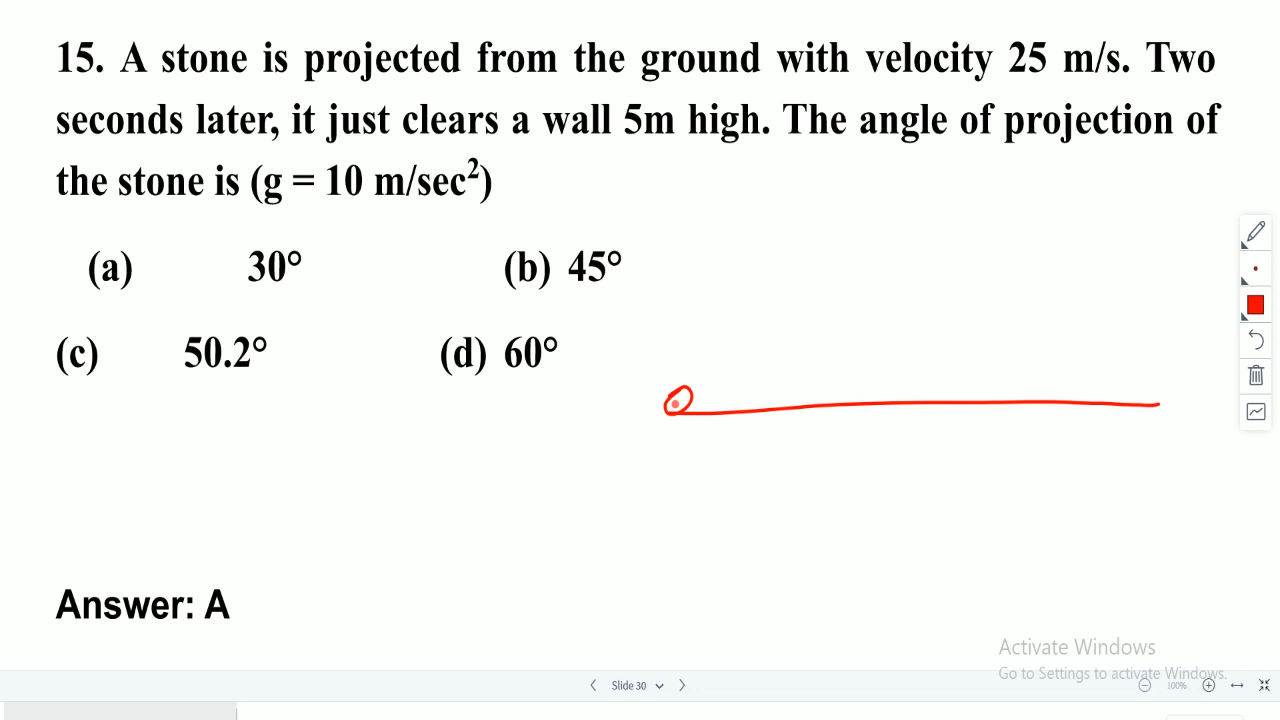 15. A stone is projected from the ground with velocity 25 m/s. Two
seconds later, it just clears a wall 5m high. The angle of projection of
the stone is (g = 10 m/sec²)
(a) 30° (b) 45°
(c) 50.2° (d) 60°
Answer: A
Activate Windows
Go to Settings to activate Windows.
Slide 30
100%